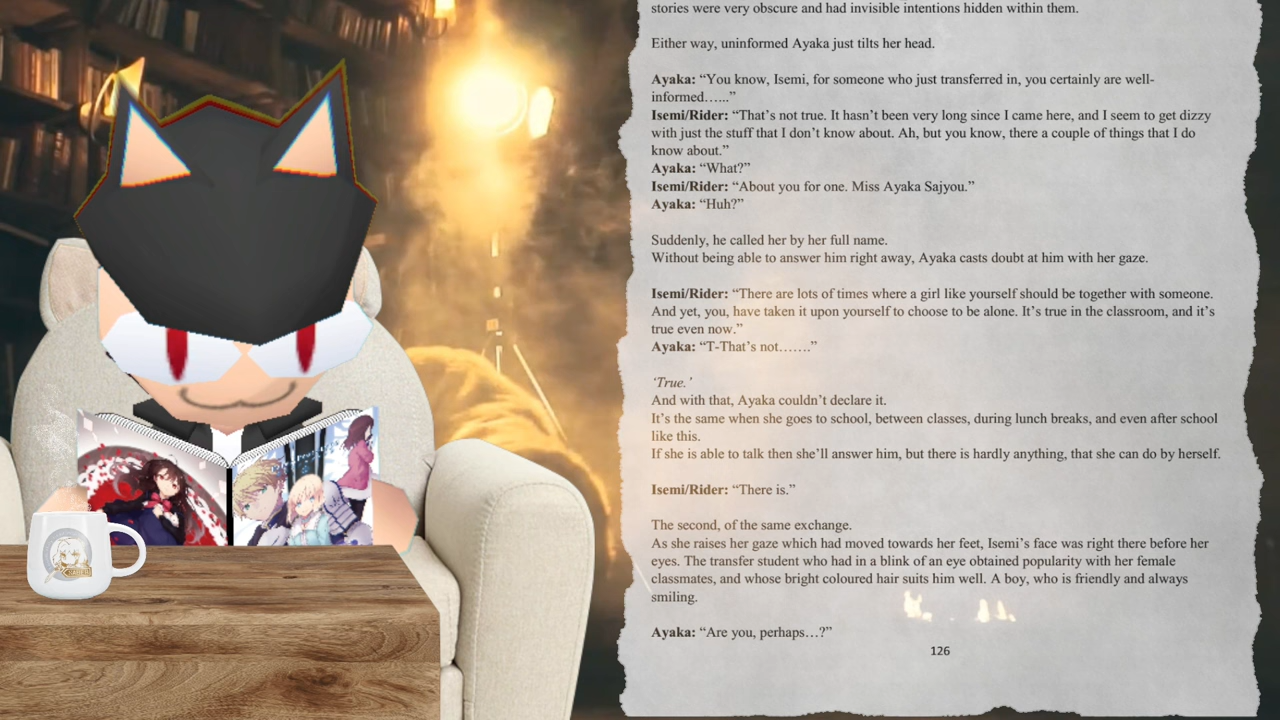 stories were very obscure and had invisible intentions hidden within them.
Either way, uninformed Ayaka just tilts her head.
Ayaka: “You know, Isemi, for someone who just transferred in, you certainly are well-
informed…...”
Isemi/Rider: “That’s not true. It hasn’t been very long since I came here, and I seem to get dizzy
with just the stuff that I don’t know about. Ah, but you know, there a couple of things that I do
know about.”
Ayaka: “What?”
Isemi/Rider: “About you for one. Miss Ayaka Sajyou.”
Ayaka: “Huh?”
Suddenly, he called her by her full name.
Without being able to answer him right away, Ayaka casts doubt at him with her gaze.
Isemi/Rider: “There are lots of times where a girl like yourself should be together with someone.
And yet, you, have taken it upon yourself to choose to be alone. It’s true in the classroom, and it’s
true even now.”
Ayaka: “T-That’s not…….”
‘True.’
And with that, Ayaka couldn’t declare it.
It’s the same when she goes to school, between classes, during lunch breaks, and even after school
like this.
If she is able to talk then she’ll answer him, but there is hardly anything, that she can do by herself.
Isemi/Rider: “There is.”
The second, of the same exchange.
As she raises her gaze which had moved towards her feet, Isemi’s face was right there before her
eyes. The transfer student who had in a blink of an eye obtained popularity with her female
classmates, and whose bright coloured hair suits him well. A boy, who is friendly and always
smiling.
Ayaka: “Are you, perhaps…?”
126